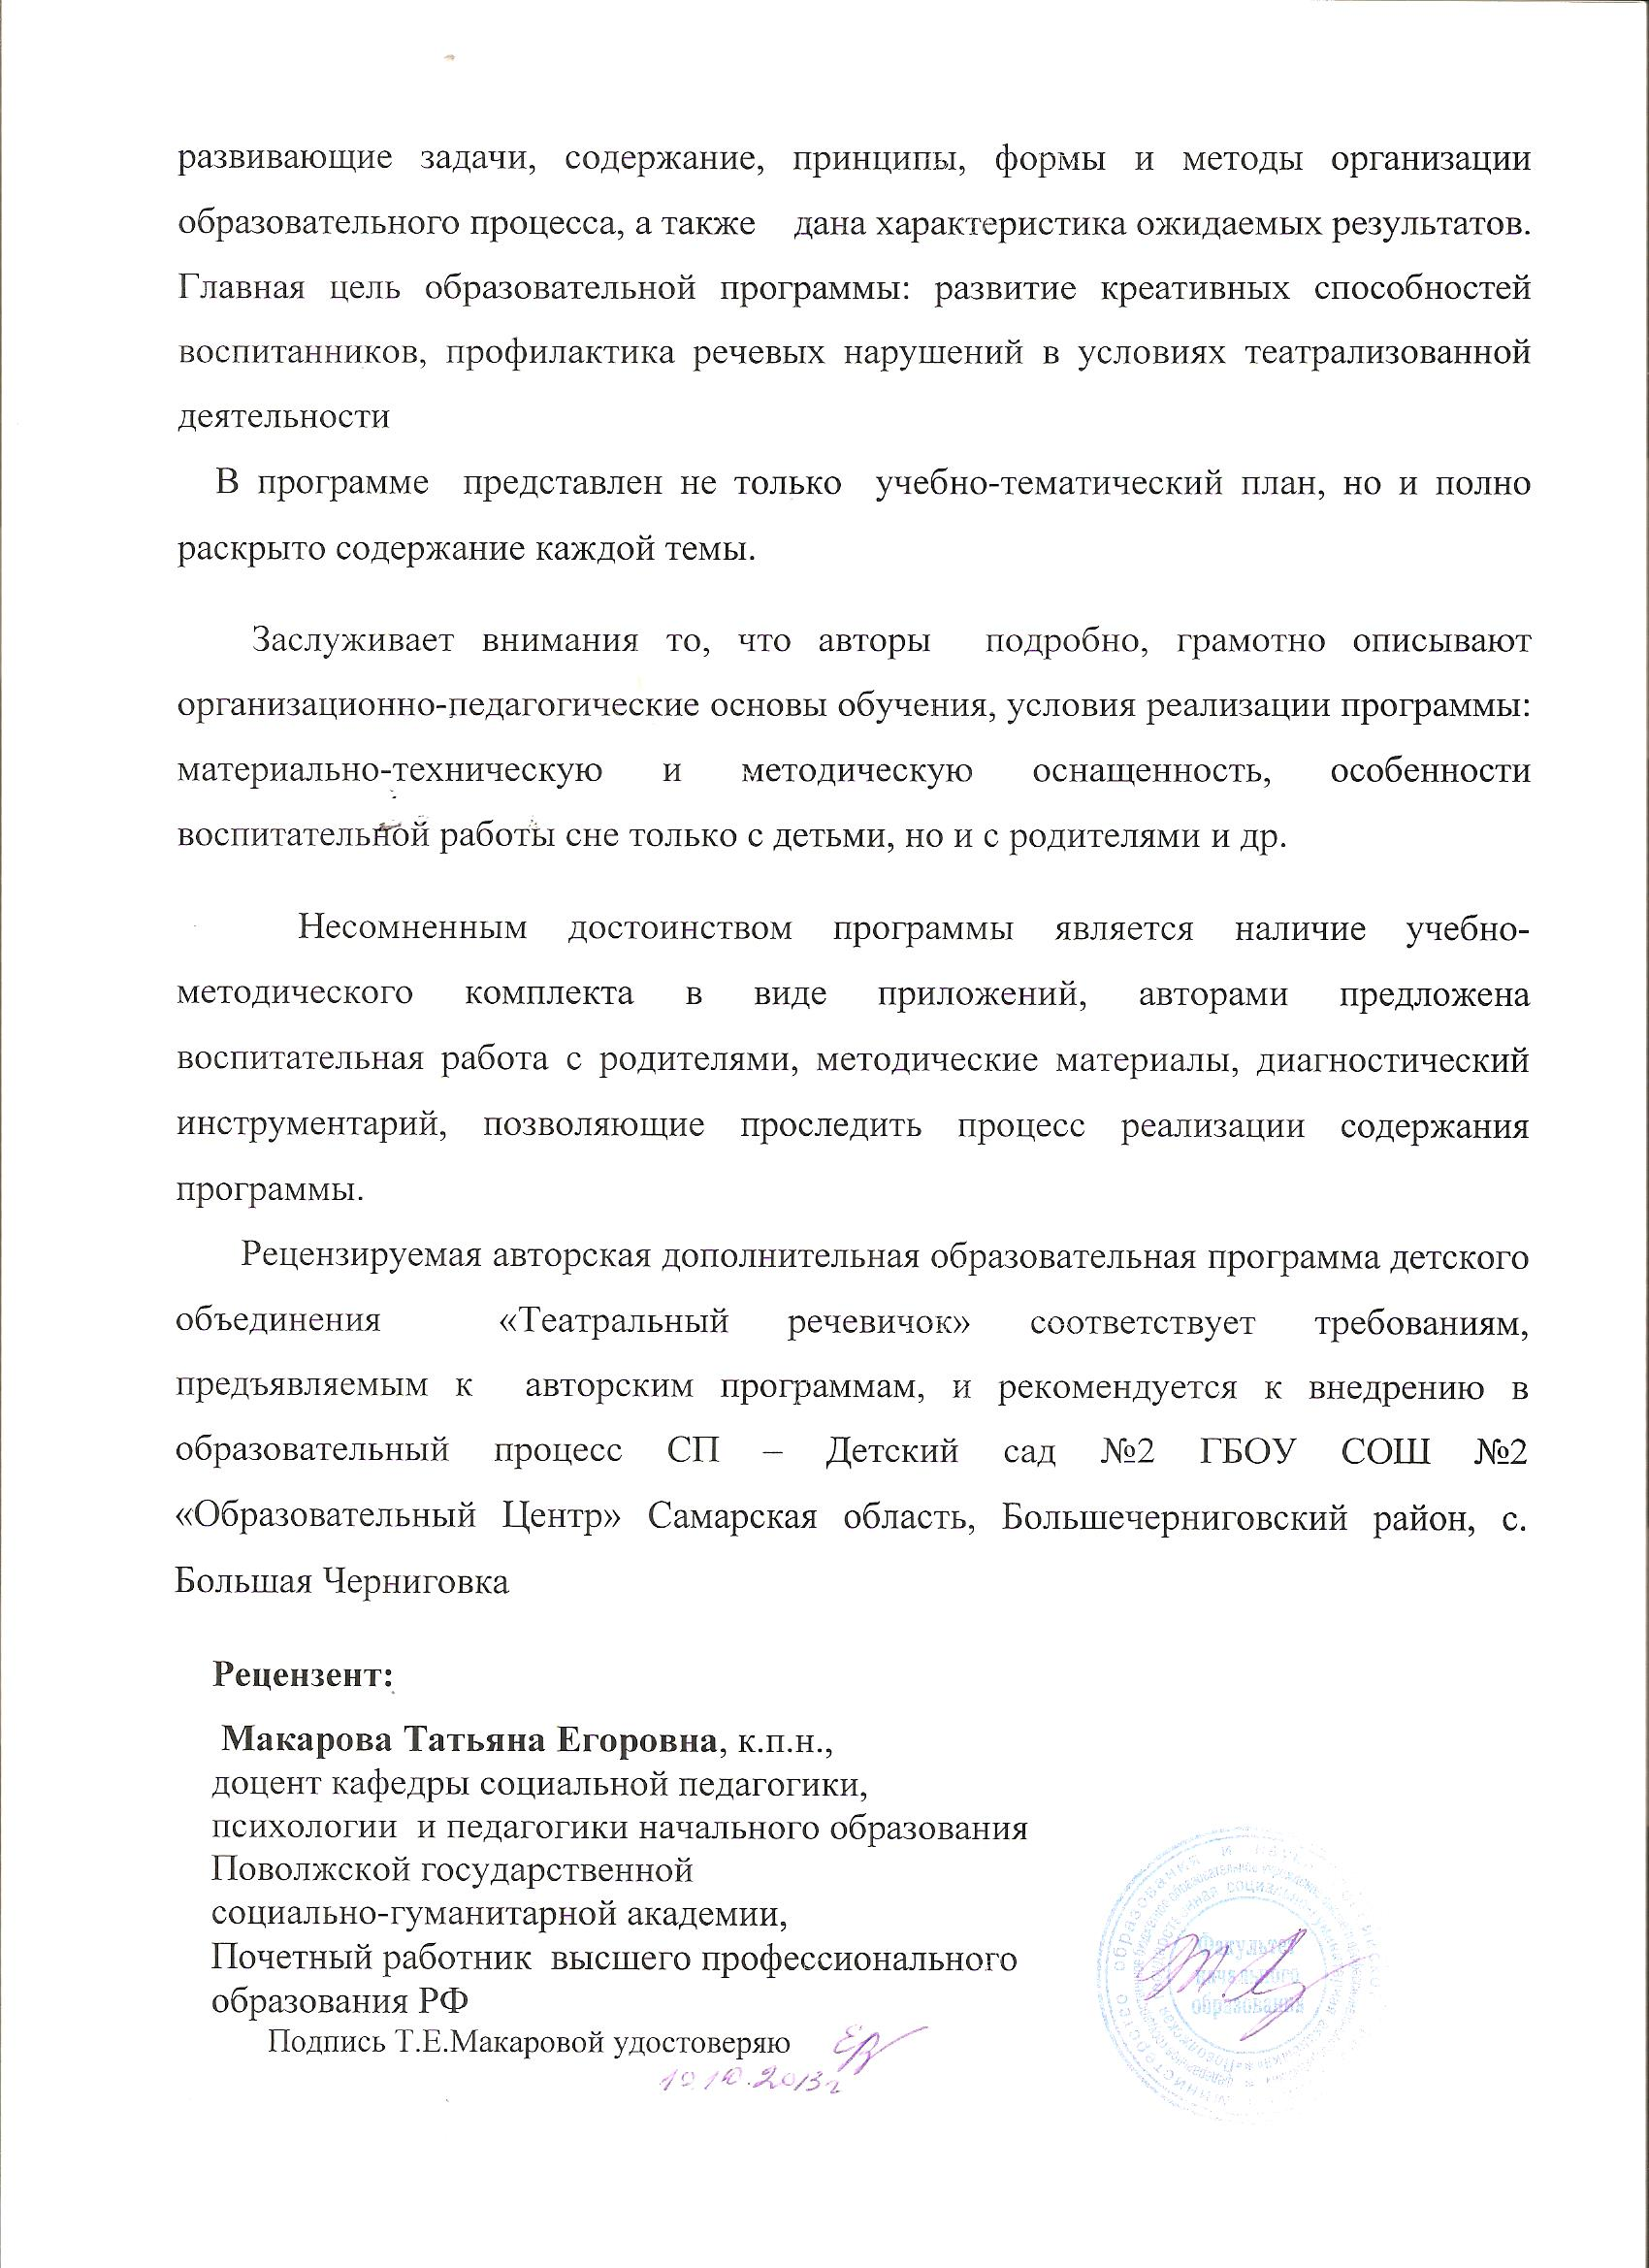 развивающие задачи, содержание, принципы, формы и методы организации
образовательного процесса, а также дана характеристика ожидаемых результатов.
Главная цель образовательной программы: развитие креативных способностей
воспитанников, профилактика речевых нарушений в условиях театрализованной
деятельности
В программе представлен не только учебно-тематический план, но и полно
раскрыто содержание каждой темы.
Заслуживает внимания то, что авторы подробно, грамотно описывают
организационно-педагогические основы обучения, условия реализации программы:
материально-техническую и методическую оснащенность, особенности
воспитательной работы сне только с детьми, но и с родителями и др.
Несомненным достоинством программы является наличие учебно-
методического комплекта в виде приложений, авторами предложена
воспитательная работа с родителями, методические материалы, диагностический
инструментарий, позволяющие проследить процесс реализации содержания
программы.
Рецензируемая авторская дополнительная образовательная программа детского
объединения «Театральный речевичок» соответствует требованиям,
предъявляемым к авторским программам, и рекомендуется к внедрению в
образовательный процесс СП – Детский сад №2 ГБОУ СОШ №2
«Образовательный Центр» Самарская область, Большечерниговский район, с.
Большая Черниговка
Рецензент:
Макарова Татьяна Егоровна, к.п.н.,
доцент кафедры социальной педагогики,
психологии и педагогики начального образования
Поволжской государственной
социально-гуманитарной академии,
Почетный работник высшего профессионального
образования РФ
Подпись Т.Е.Макаровой удостоверяю
10.2013г
Факультет
начального
образования